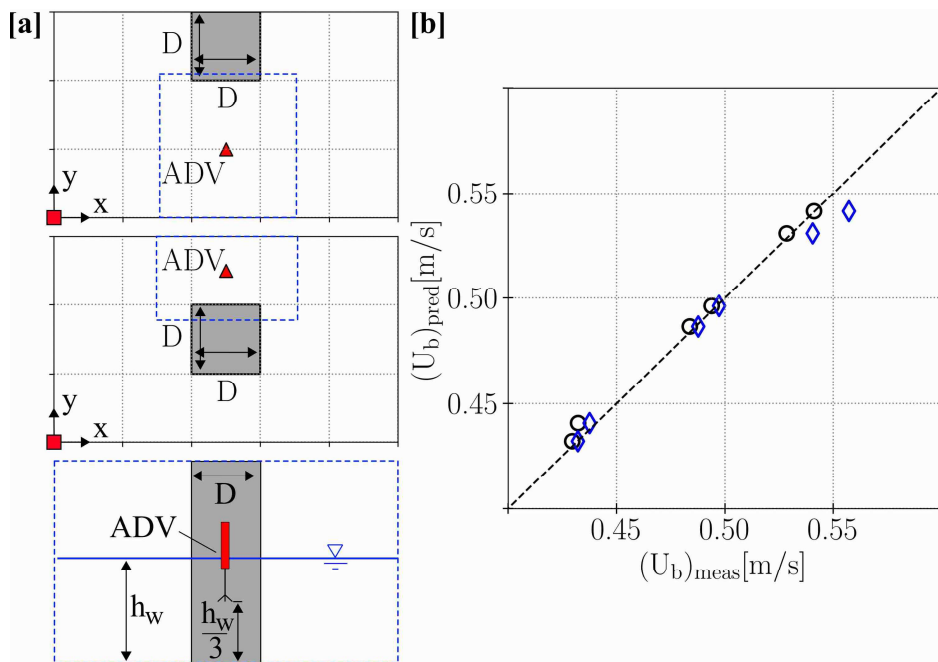 [a]
D
D
ADV
y
x
ADV
D
D
y
x
D
ADV
h_w
h_w
3
[b]
(U_b)_pred[m/s]
0.55
0.50
0.45
0.45 0.50 0.55
(U_b)_meas[m/s]